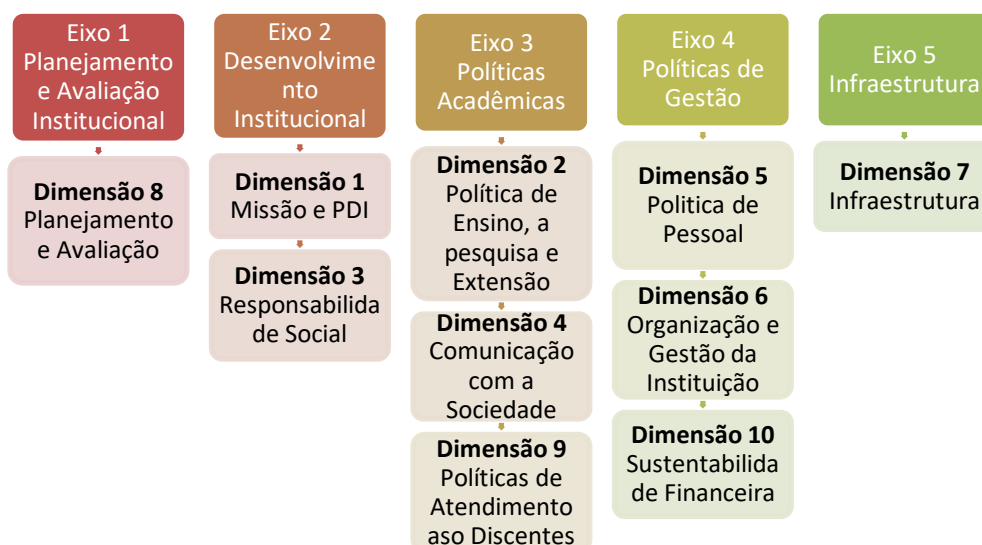 Eixo 1
Planejamento
e Avaliação
Institucional
Dimensão 8
Planejamento
e Avaliação
Eixo 2
Desenvolvime
nto
Institucional
Dimensão 1
Missão e PDI
Dimensão 3
Responsabilida
de Social
Eixo 3
Políticas
Acadêmicas
Dimensão 2
Política de
Ensino, a
pesquisa e
Extensão
Dimensão 4
Comunicação
com a
Sociedade
Dimensão 9
Políticas de
Atendimento
aso Discentes
Eixo 4
Políticas de
Gestão
Dimensão 5
Politica de
Pessoal
Dimensão 6
Organização e
Gestão da
Instituição
Dimensão 10
Sustentabilida
de Financeira
Eixo 5
Infraestrutura
Dimensão 7
Infraestrutura